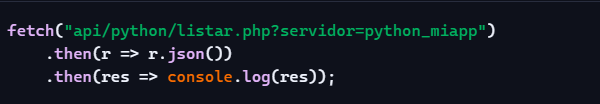 fetch("api/python/listar.php?servidor=python_miapp")
    .then(r => r.json())
    .then(res => console.log(res));